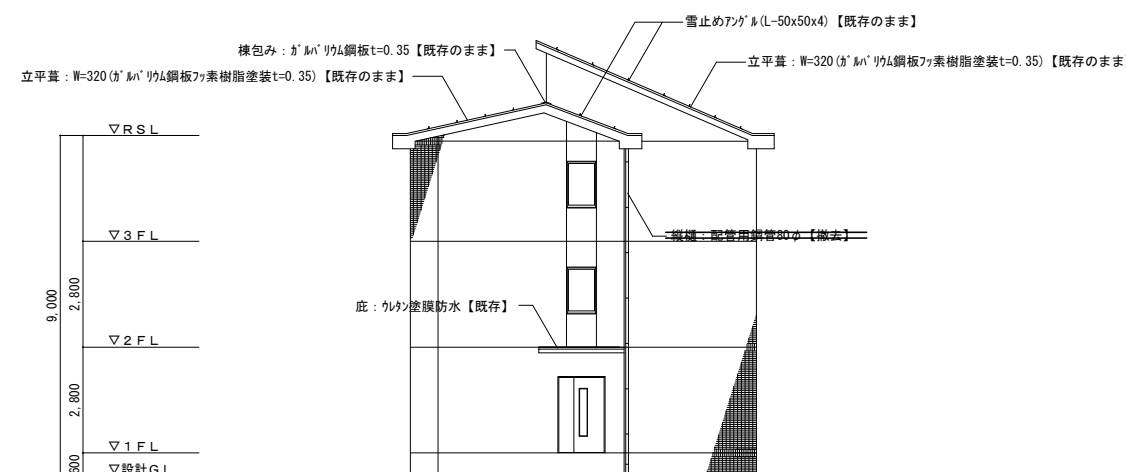 雪止めアングル(L-50x50x4)【既存のまま】
棟包み：ガルバリウム鋼板t=0.35【既存のまま】
立平葺：W=320(ガルバリウム鋼板フッ素樹脂塗装t=0.35)【既存のまま】
立平葺：W=320(ガルバリウム鋼板フッ素樹脂塗装t=0.35)【既存のまま
▽RSL
▽3FL
縦樋：配管用鋼管80φ【撤去】
9,000
2,800
庇：ウレタン塗膜防水【既存】
▽2FL
2,800
▽1FL
600
▽設計GL